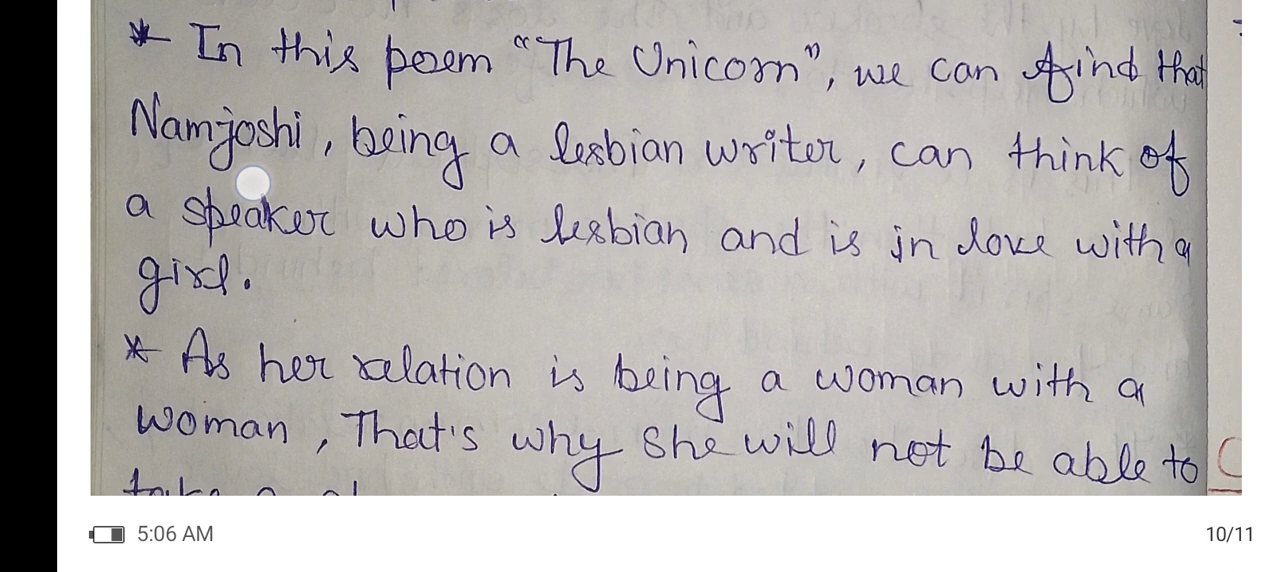 * In this poem "The Unicorn", we can find that
Namjoshi, being a lesbian writer, can think of
a speaker who is lesbian and is in love with a
girl.
* As her relation is being a woman with a
woman, That's why she will not be able to
5:06 AM
10/11